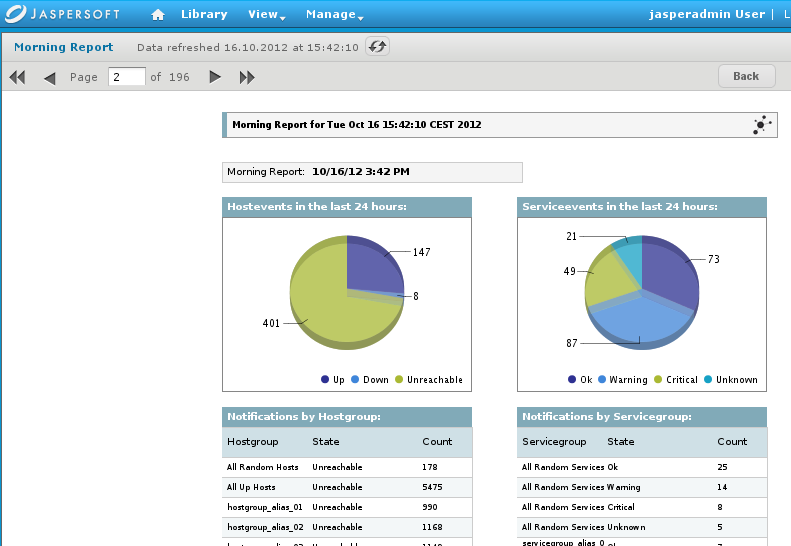 JASPERSOFT Library View Manage jasperadmin User | L
Morning Report Data refreshed 16.10.2012 at 15:42:10
Page 2 of 196 Back
Morning Report for Tue Oct 16 15:42:10 CEST 2012
Morning Report: 10/16/12 3:42 PM
Hostevents in the last 24 hours:
147
8
401
Up Down Unreachable
Serviceevents in the last 24 hours:
21
73
49
87
Ok Warning Critical Unknown
Notifications by Hostgroup:
Hostgroup State Count
All Random Hosts Unreachable 178
All Up Hosts Unreachable 5475
hostgroup_alias_01 Unreachable 990
hostgroup_alias_02 Unreachable 1168
Notifications by Servicegroup:
Servicegroup State Count
All Random Services Ok 25
All Random Services Warning 14
All Random Services Critical 8
All Random Services Unknown 5
servicegroup_alias_0